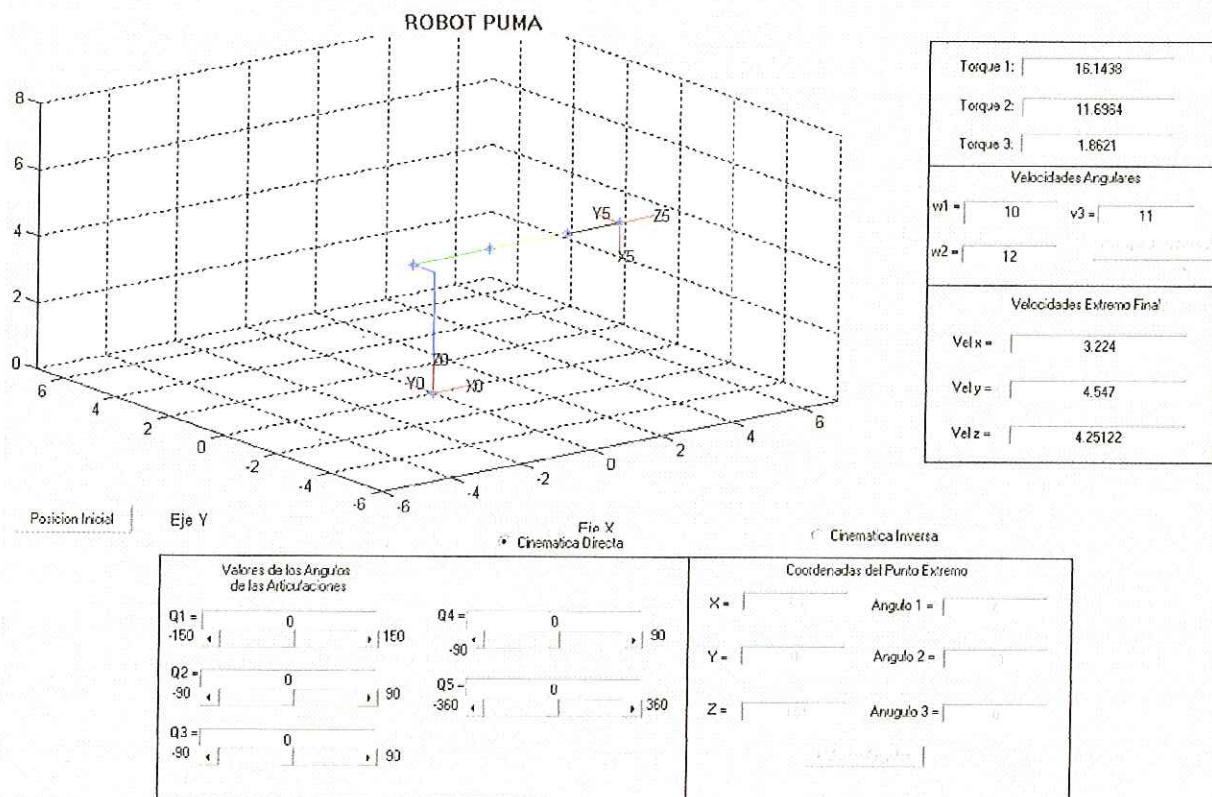 ROBOT PUMA
8
6
4
2
0
6
4
2
0
-2
-4
-6
-6
-4
-2
0
2
4
6
Z0
Y0
X0
Y5
Z5
X5
Eje Y
Eje X
Posicion Inicial
Torque 1: 16.1438
Torque 2: 11.6964
Torque 3: 1.8621
Velocidades Angulares
w1 = 10 v3 = 11
w2 = 12
Velocidades Extremo Final
Vel x = 3.224
Vel y = 4.547
Vel z = 4.25122
Cinematica Directa
Cinematica Inversa
Valores de los Angulos
de las Articulaciones
Q1 = 0
-150 150
Q2 = 0
-90 90
Q3 = 0
-90 90
Q4 = 0
-90 90
Q5 = 0
-360 360
Coordenadas del Punto Extremo
X = Angulo 1 =
Y = Angulo 2 =
Z = Anugulo 3 =